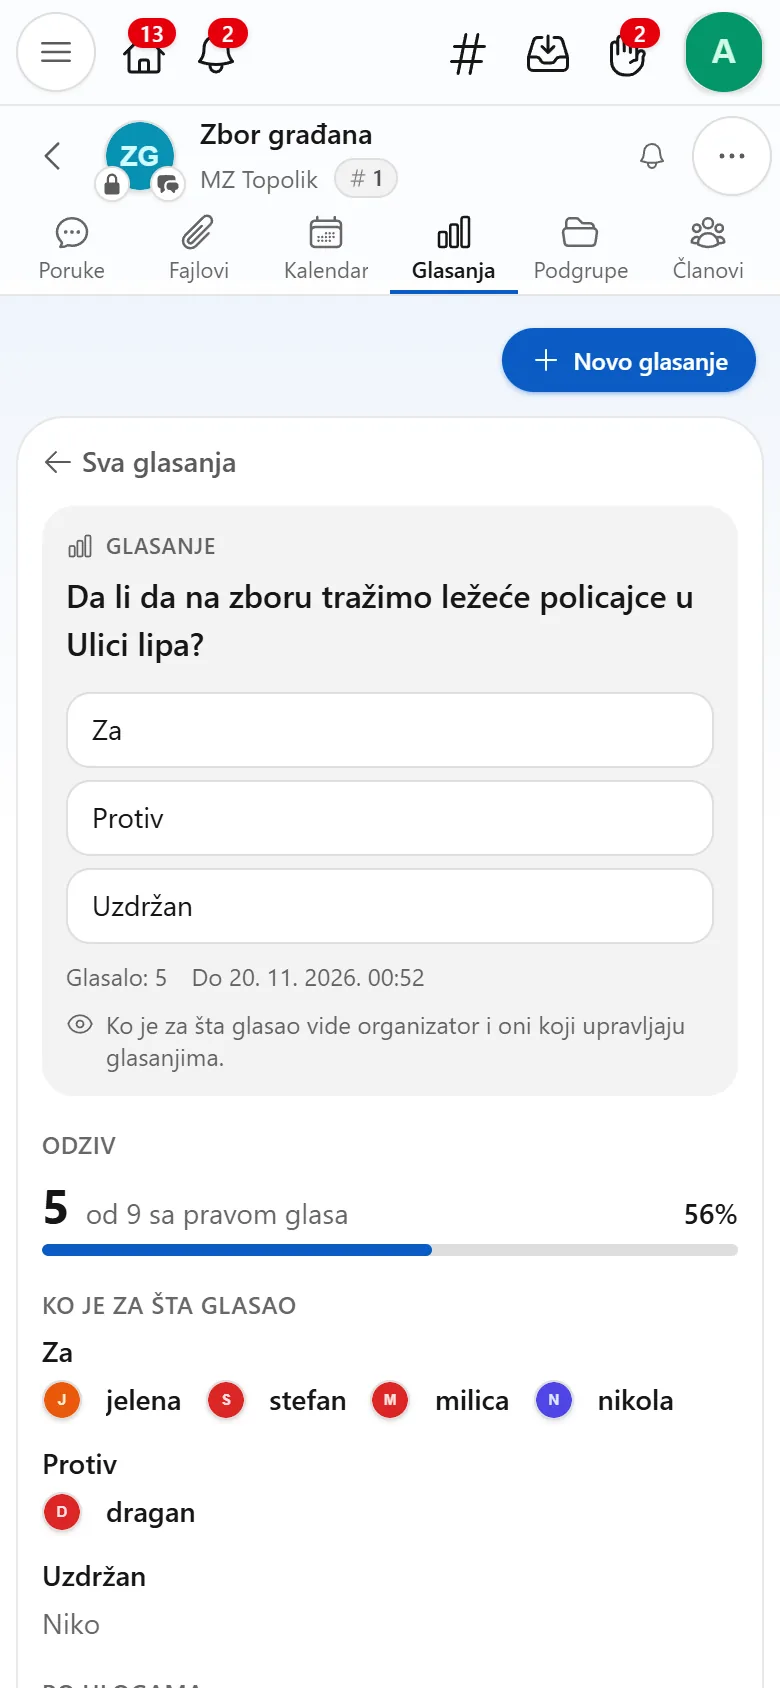 13
2
#
2
A
ZG
Zbor građana
MZ Topolik
# 1
Poruke
Fajlovi
Kalendar
Glasanja
Podgrupe
Članovi
+ Novo glasanje
← Sva glasanja
GLASANJE
Da li da na zboru tražimo ležeće policajce u
Ulici lipa?
Za
Protiv
Uzdržan
Glasalo: 5 Do 20. 11. 2026. 00:52
Ko je za šta glasao vide organizator i oni koji upravljaju
glasanjima.
ODZIV
5 od 9 sa pravom glasa 56%
KO JE ZA ŠTA GLASAO
Za
J jelena S stefan M milica N nikola
Protiv
D dragan
Uzdržan
Niko